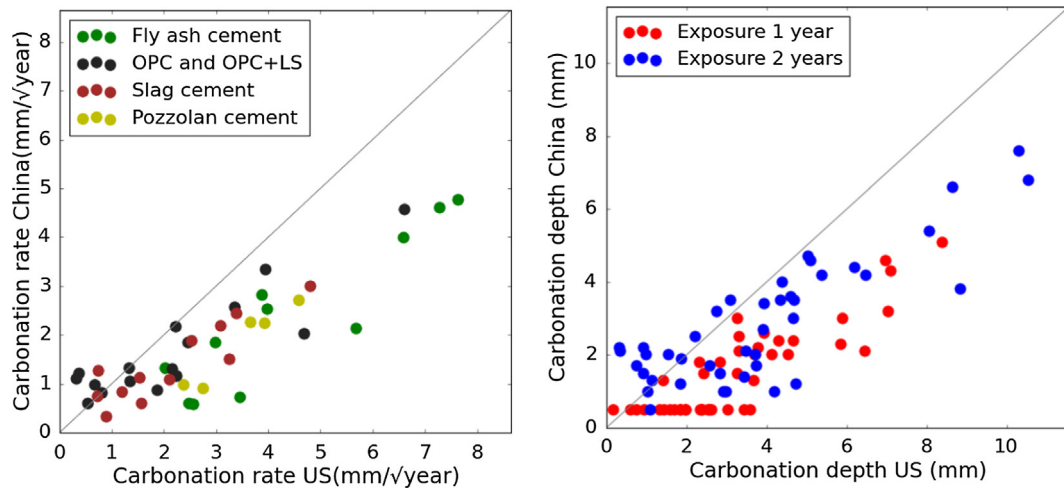 8
7
6
5
4
3
2
1
0
Carbonation rate China(mm/√year)
Fly ash cement
OPC and OPC+LS
Slag cement
Pozzolan cement
0 1 2 3 4 5 6 7 8
Carbonation rate US(mm/√year)
10
8
6
4
2
0
Carbonation depth China (mm)
Exposure 1 year
Exposure 2 years
0 2 4 6 8 10
Carbonation depth US (mm)